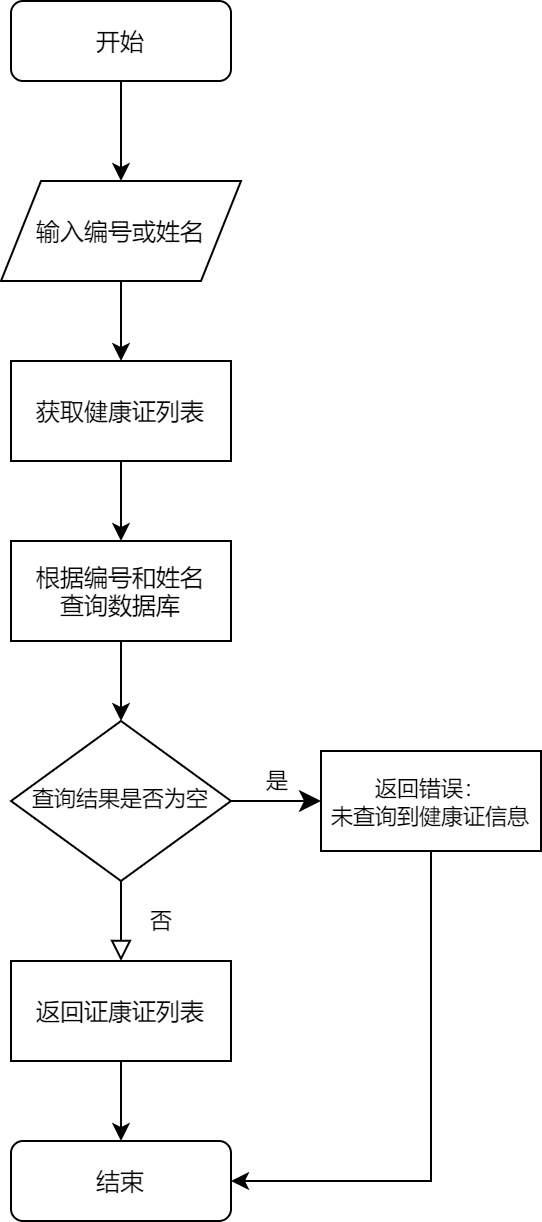 开始
输入编号或姓名
获取健康证列表
根据编号和姓名
查询数据库
查询结果是否为空
是
返回错误：
未查询到健康证信息
否
返回证康证列表
结束